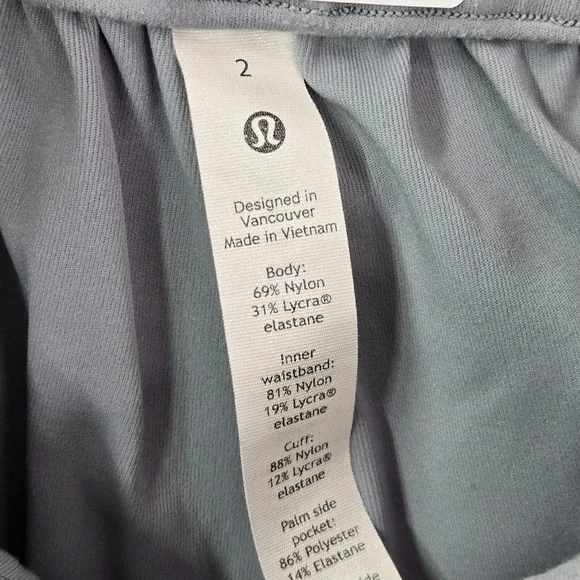 2
Designed in
Vancouver
Made in Vietnam
Body:
69% Nylon
31% Lycra®
elastane
Inner
waistband:
81% Nylon
19% Lycra®
elastane
Cuff:
88% Nylon
12% Lycra®
elastane
Palm side
pocket:
86% Polyester
14% Elastane
side